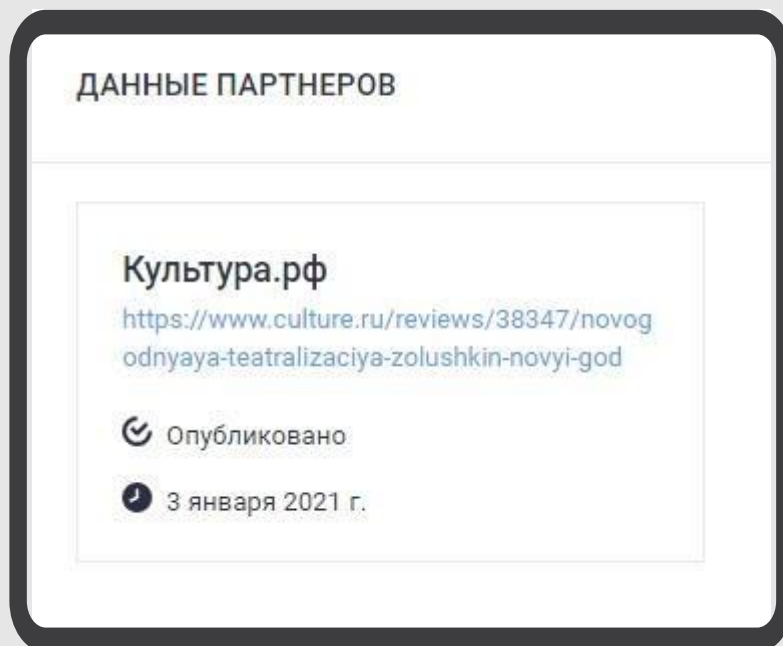 ДАННЫЕ ПАРТНЕРОВ
Культура.рф
https://www.culture.ru/reviews/38347/novog
odnyaya-teatralizaciya-zolushkin-novyi-god
Опубликовано
3 января 2021 г.